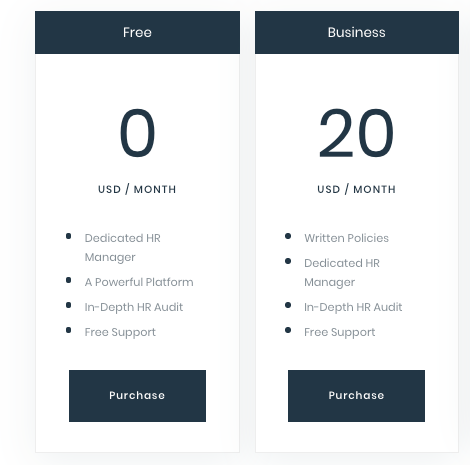 Free
0
USD / MONTH
Dedicated HR
Manager
A Powerful Platform
In-Depth HR Audit
Free Support
Purchase
Business
20
USD / MONTH
Written Policies
Dedicated HR
Manager
In-Depth HR Audit
Free Support
Purchase